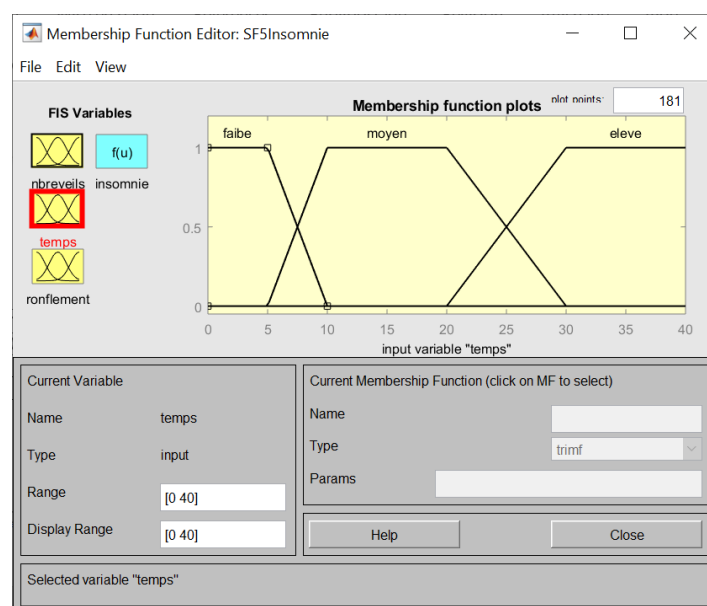 Membership Function Editor: SF5Insomnie
File Edit View
FIS Variables
f(u)
nbreveils insomnie
temps
ronflement
Membership function plots
plot points:
181
faibe moyen eleve
1
0.5
0
0 5 10 15 20 25 30 35 40
input variable "temps"
Current Variable
Name temps
Type input
Range [0 40]
Display Range [0 40]
Current Membership Function (click on MF to select)
Name
Type trimf
Params
Help Close
Selected variable "temps"